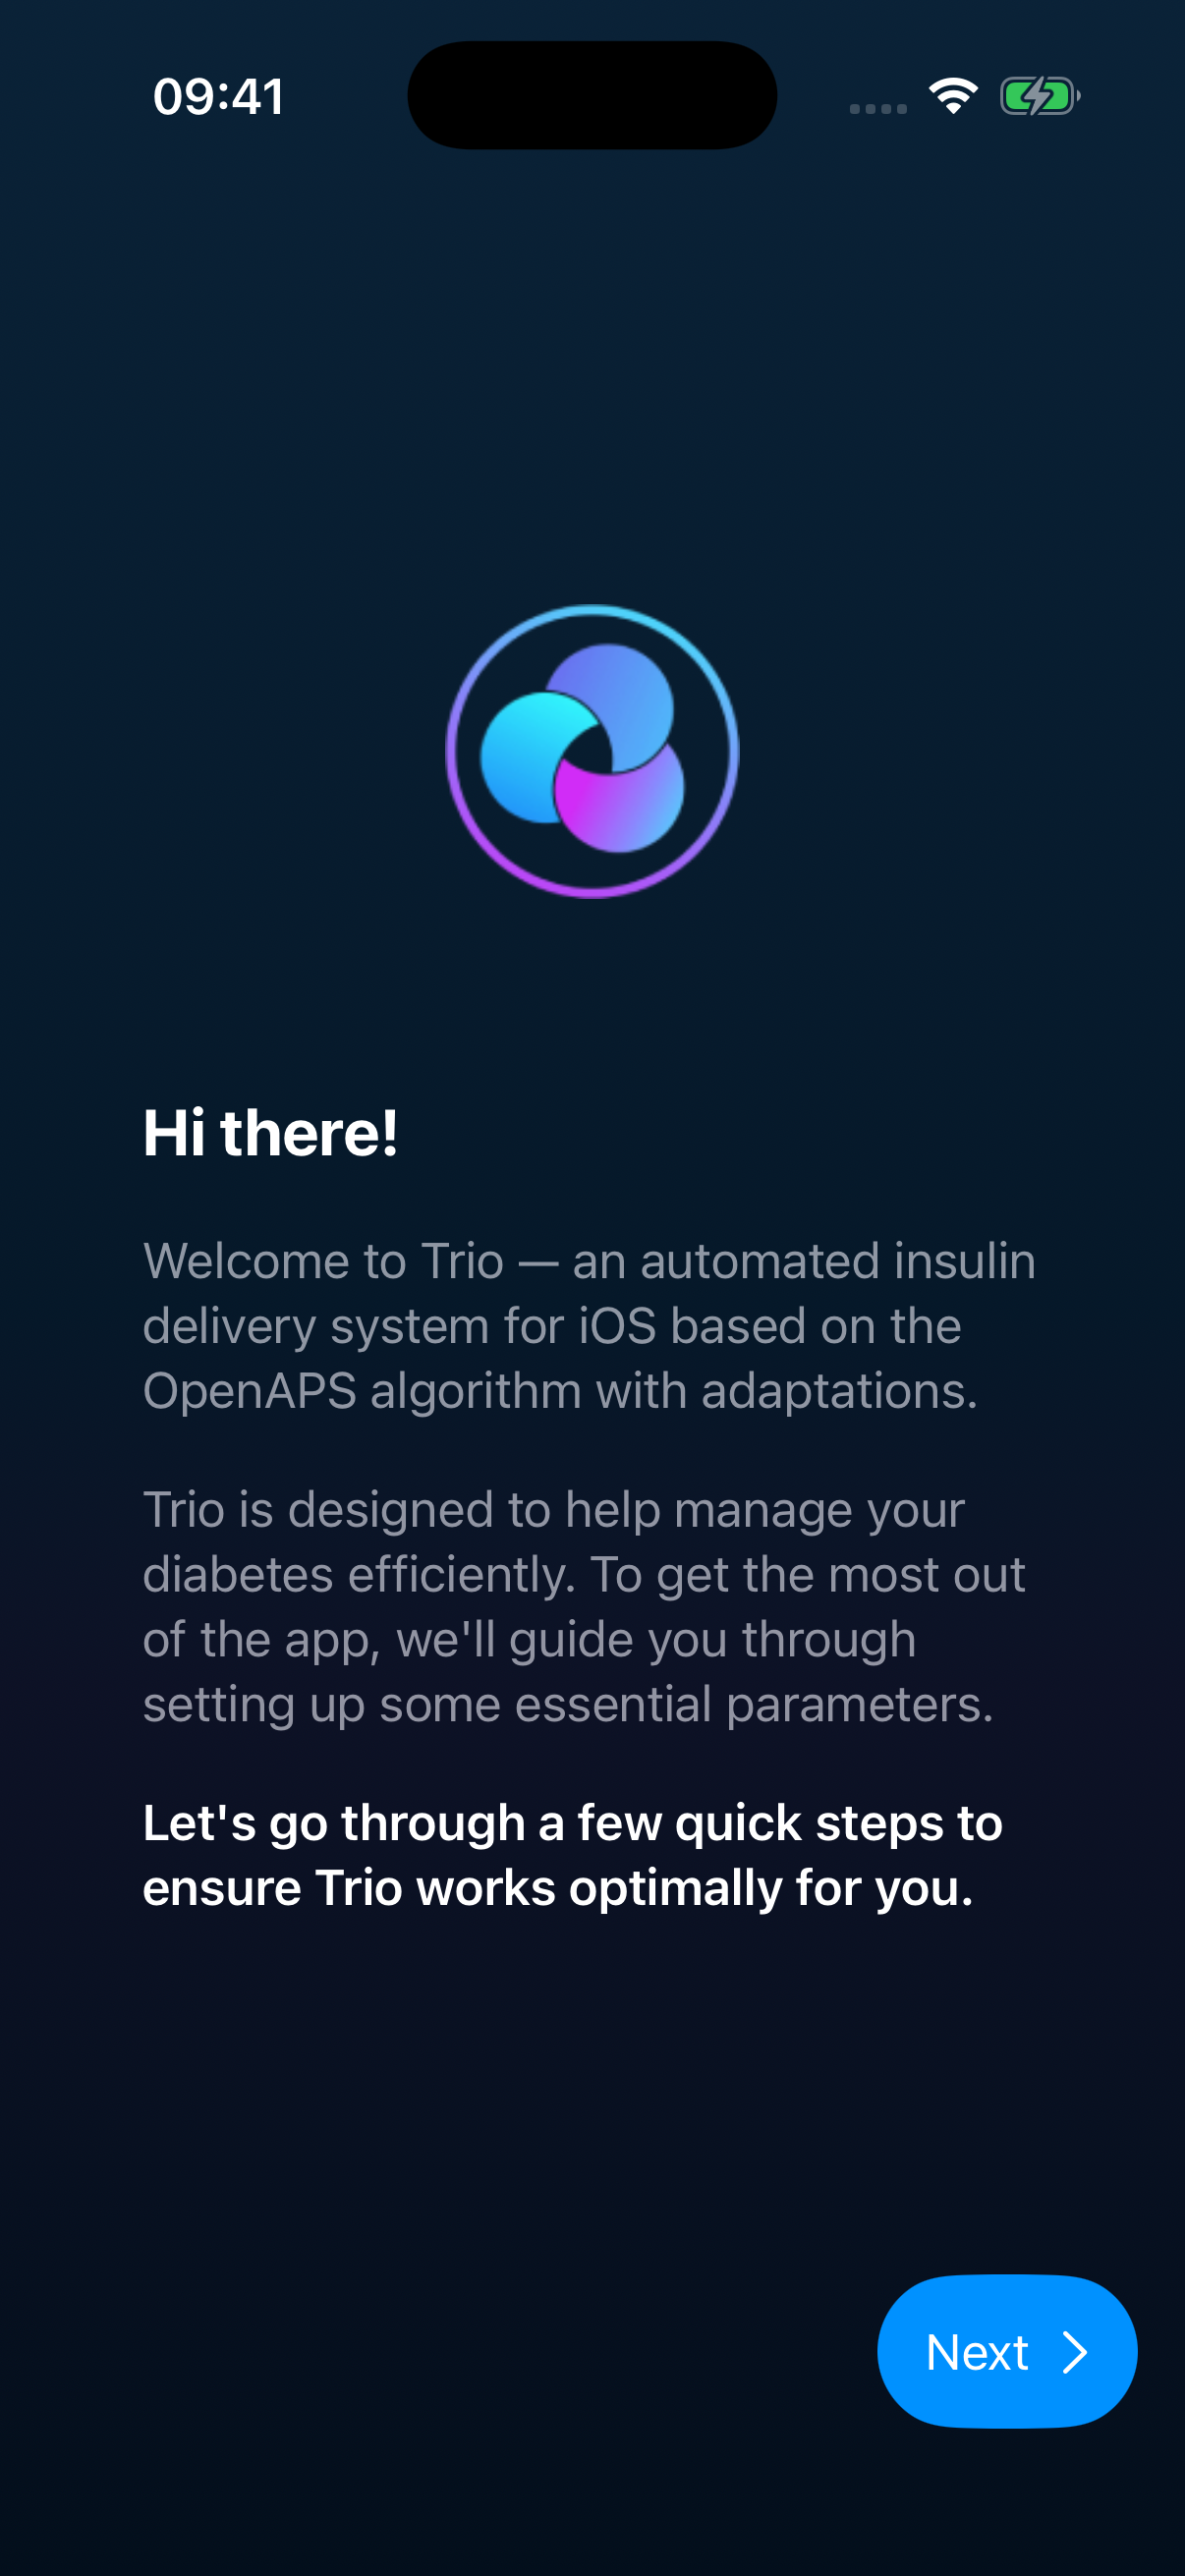 09:41
Hi there!
Welcome to Trio — an automated insulin
delivery system for iOS based on the
OpenAPS algorithm with adaptations.
Trio is designed to help manage your
diabetes efficiently. To get the most out
of the app, we'll guide you through
setting up some essential parameters.
Let's go through a few quick steps to
ensure Trio works optimally for you.
Next